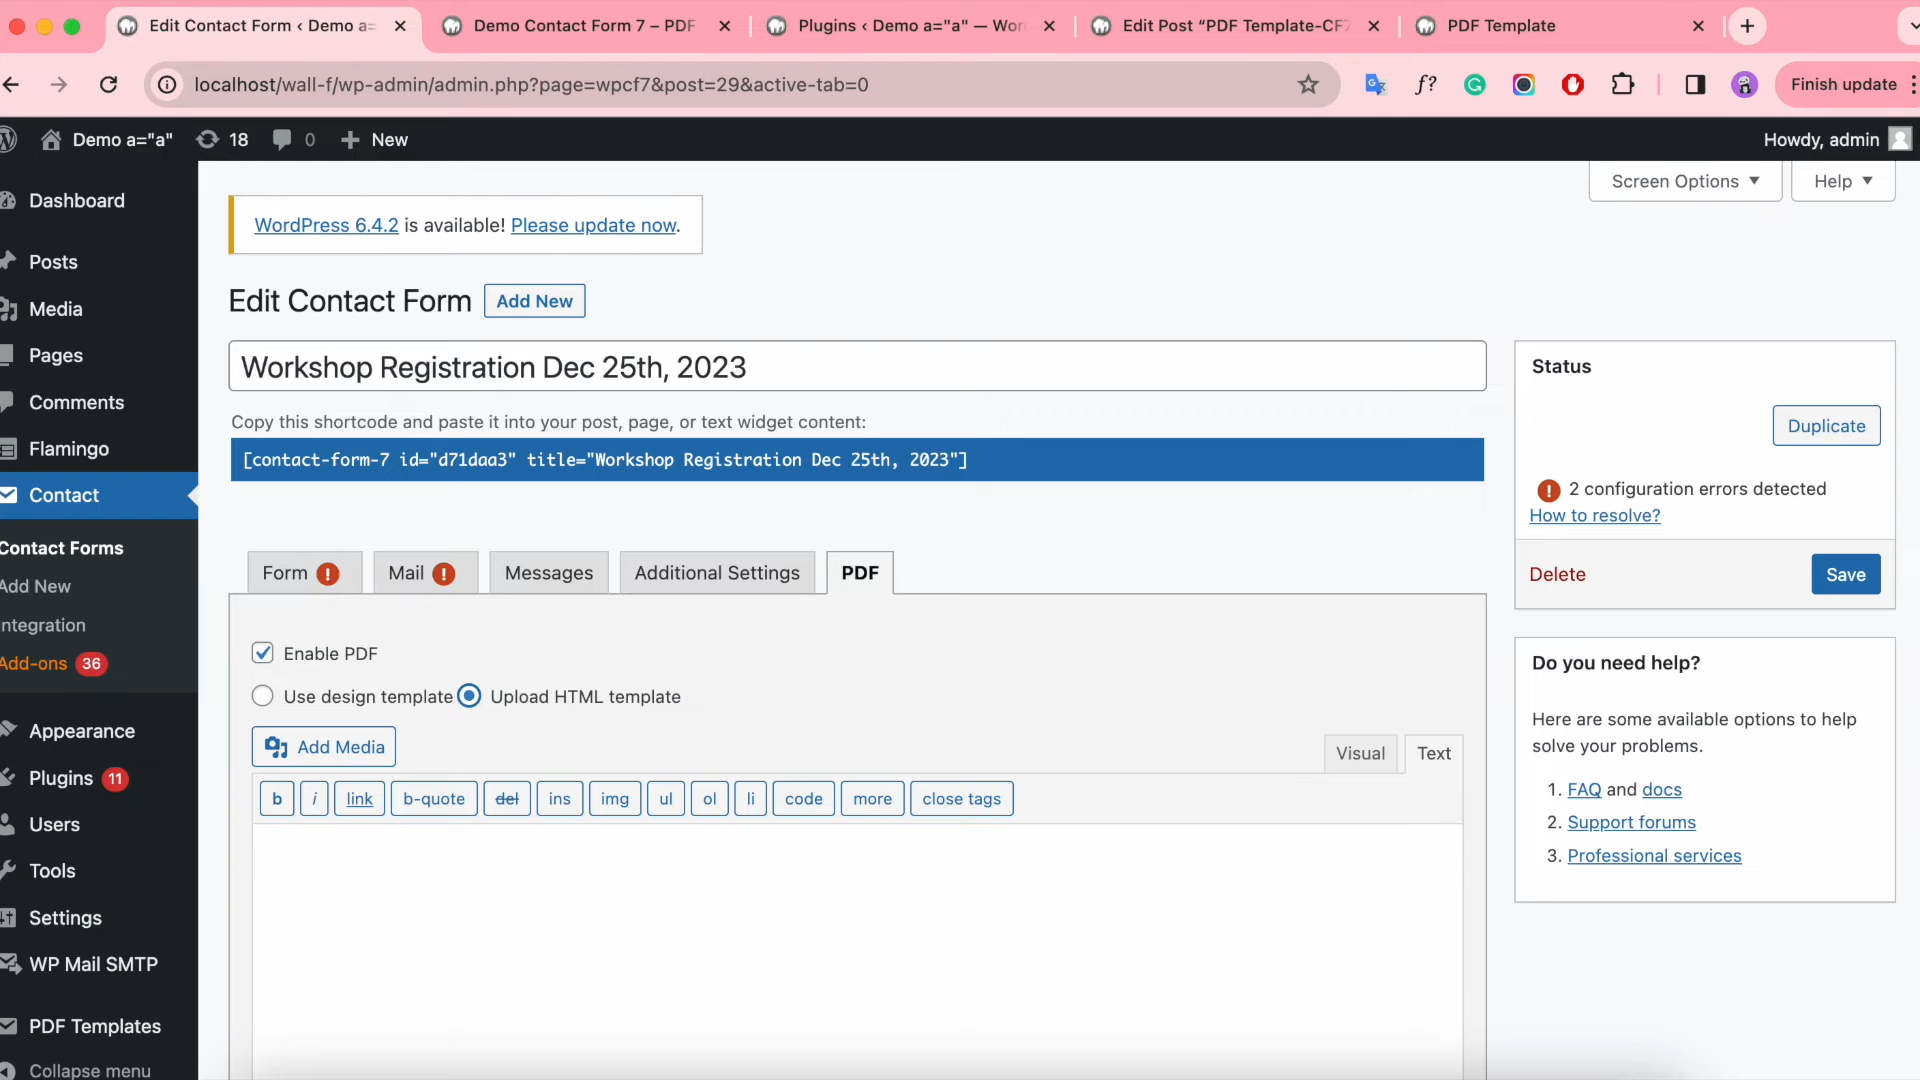 Edit Contact Form ‹ Demo a=
Demo Contact Form 7 – PDF
Plugins ‹ Demo a="a" — Wor
Edit Post “PDF Template-CF7
PDF Template
localhost/wall-f/wp-admin/admin.php?page=wpcf7&post=29&active-tab=0
f?
Finish update
Demo a="a"
18
0
New
Howdy, admin
Dashboard
Posts
Media
Pages
Comments
Flamingo
Contact
Contact Forms
Add New
ntegration
Add-ons 36
Appearance
Plugins 11
Users
Tools
Settings
WP Mail SMTP
PDF Templates
Collapse menu
Screen Options
Help
WordPress 6.4.2 is available! Please update now.
Edit Contact Form
Add New
Workshop Registration Dec 25th, 2023
Copy this shortcode and paste it into your post, page, or text widget content:
[contact-form-7 id="d71daa3" title="Workshop Registration Dec 25th, 2023"]
Form !
Mail !
Messages
Additional Settings
PDF
Enable PDF
Use design template Upload HTML template
Add Media
Visual
Text
b i link b-quote del ins img ul ol li code more close tags
Status
Duplicate
! 2 configuration errors detected
How to resolve?
Delete
Save
Do you need help?
Here are some available options to help
solve your problems.
1. FAQ and docs
2. Support forums
3. Professional services